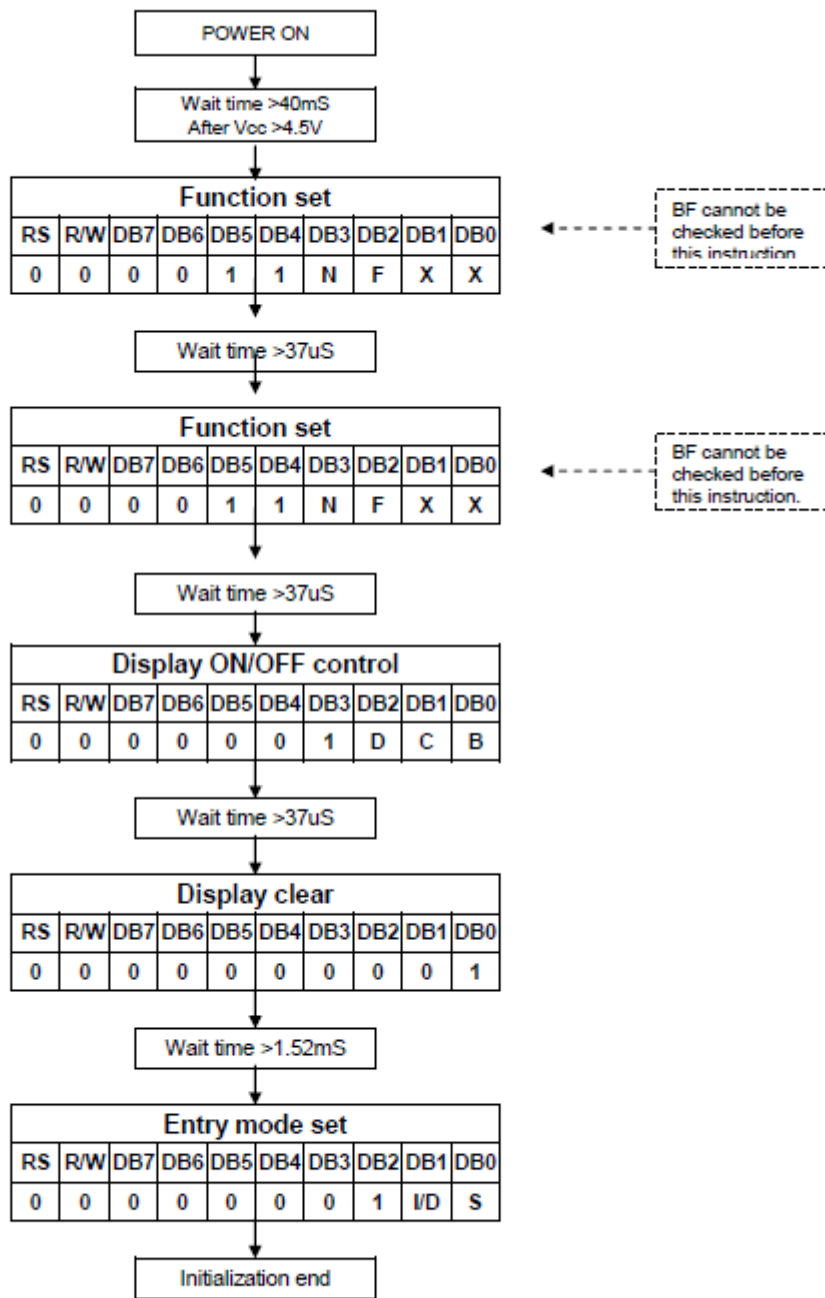 POWER ON
Wait time >40mS
After Vcc >4.5V
Function set
RS R/W DB7 DB6 DB5 DB4 DB3 DB2 DB1 DB0
0 0 0 0 1 1 N F X X
BF cannot be
checked before
this instruction
Wait time >37uS
Function set
RS R/W DB7 DB6 DB5 DB4 DB3 DB2 DB1 DB0
0 0 0 0 1 1 N F X X
BF cannot be
checked before
this instruction.
Wait time >37uS
Display ON/OFF control
RS R/W DB7 DB6 DB5 DB4 DB3 DB2 DB1 DB0
0 0 0 0 0 0 1 D C B
Wait time >37uS
Display clear
RS R/W DB7 DB6 DB5 DB4 DB3 DB2 DB1 DB0
0 0 0 0 0 0 0 0 0 1
Wait time >1.52mS
Entry mode set
RS R/W DB7 DB6 DB5 DB4 DB3 DB2 DB1 DB0
0 0 0 0 0 0 0 1 I/D S
Initialization end